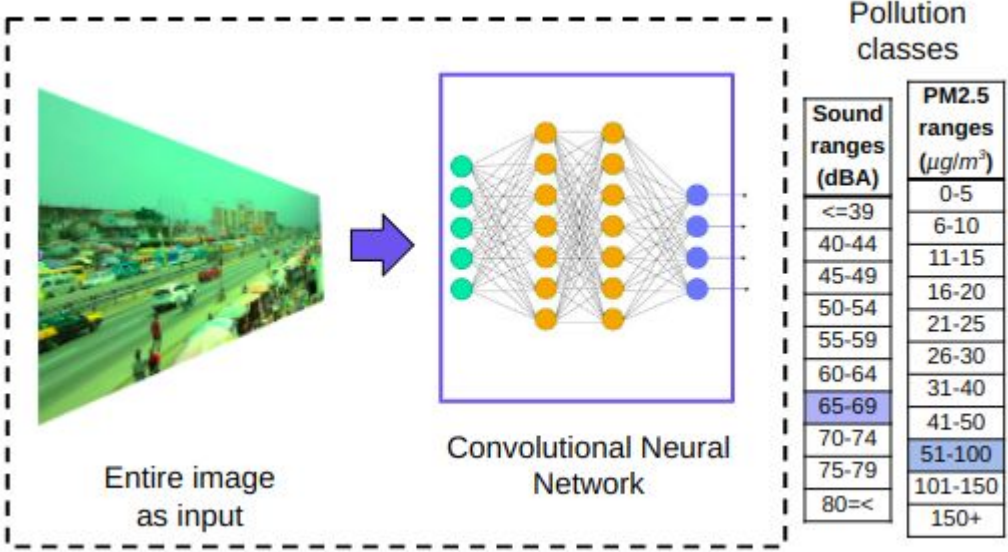 Pollution
classes
Sound
ranges
(dBA)
<=39
40-44
45-49
50-54
55-59
60-64
65-69
70-74
75-79
80=<
PM2.5
ranges
(μg/m³)
0-5
6-10
11-15
16-20
21-25
26-30
31-40
41-50
51-100
101-150
150+
Entire image
as input
Convolutional Neural
Network